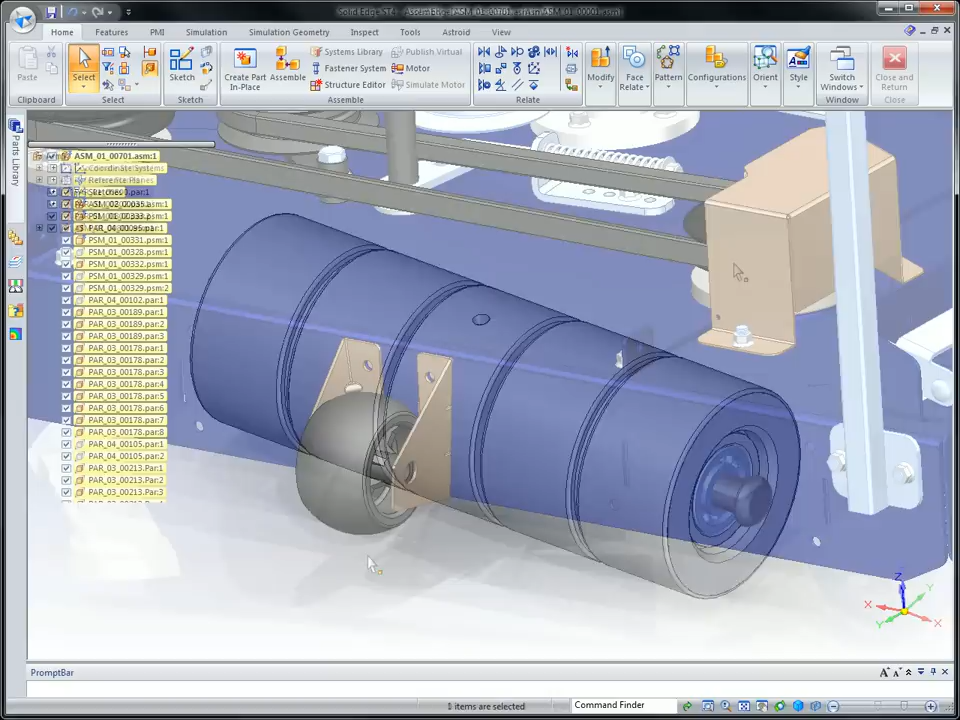 Home Features PMI Simulation Simulation Geometry Inspect Tools Astroid View
Paste
Clipboard
Select
Select
Sketch
Sketch
Create Part
In-Place
Assemble
Systems Library
Fastener System
Structure Editor
Publish Virtual
Motor
Simulate Motor
Assemble
Relate
Modify
Face
Relate
Pattern
Configurations
Orient
Style
Switch
Windows
Window
Close and
Return
Close
Parts Library
ASM_01_00701.asm:1
Coordinate Systems
Reference Planes
PSM_01_00331.psm:1
PSM_01_00328.psm:1
PSM_01_00332.psm:1
PSM_01_00329.psm:1
PSM_01_00329.psm:2
PAR_04_00102.par:1
PAR_03_00189.par:1
PAR_03_00189.par:2
PAR_03_00189.par:3
PAR_03_00178.par:1
PAR_03_00178.par:2
PAR_03_00178.par:3
PAR_03_00178.par:4
PAR_03_00178.par:5
PAR_03_00178.par:6
PAR_03_00178.par:7
PAR_03_00178.par:8
PAR_04_00105.par:1
PAR_04_00105.par:2
PAR_03_00213.Par:1
PAR_03_00213.Par:2
PAR_03_00213.Par:3
Z
Y
X
X
Y
PromptBar
items are selected
Command Finder